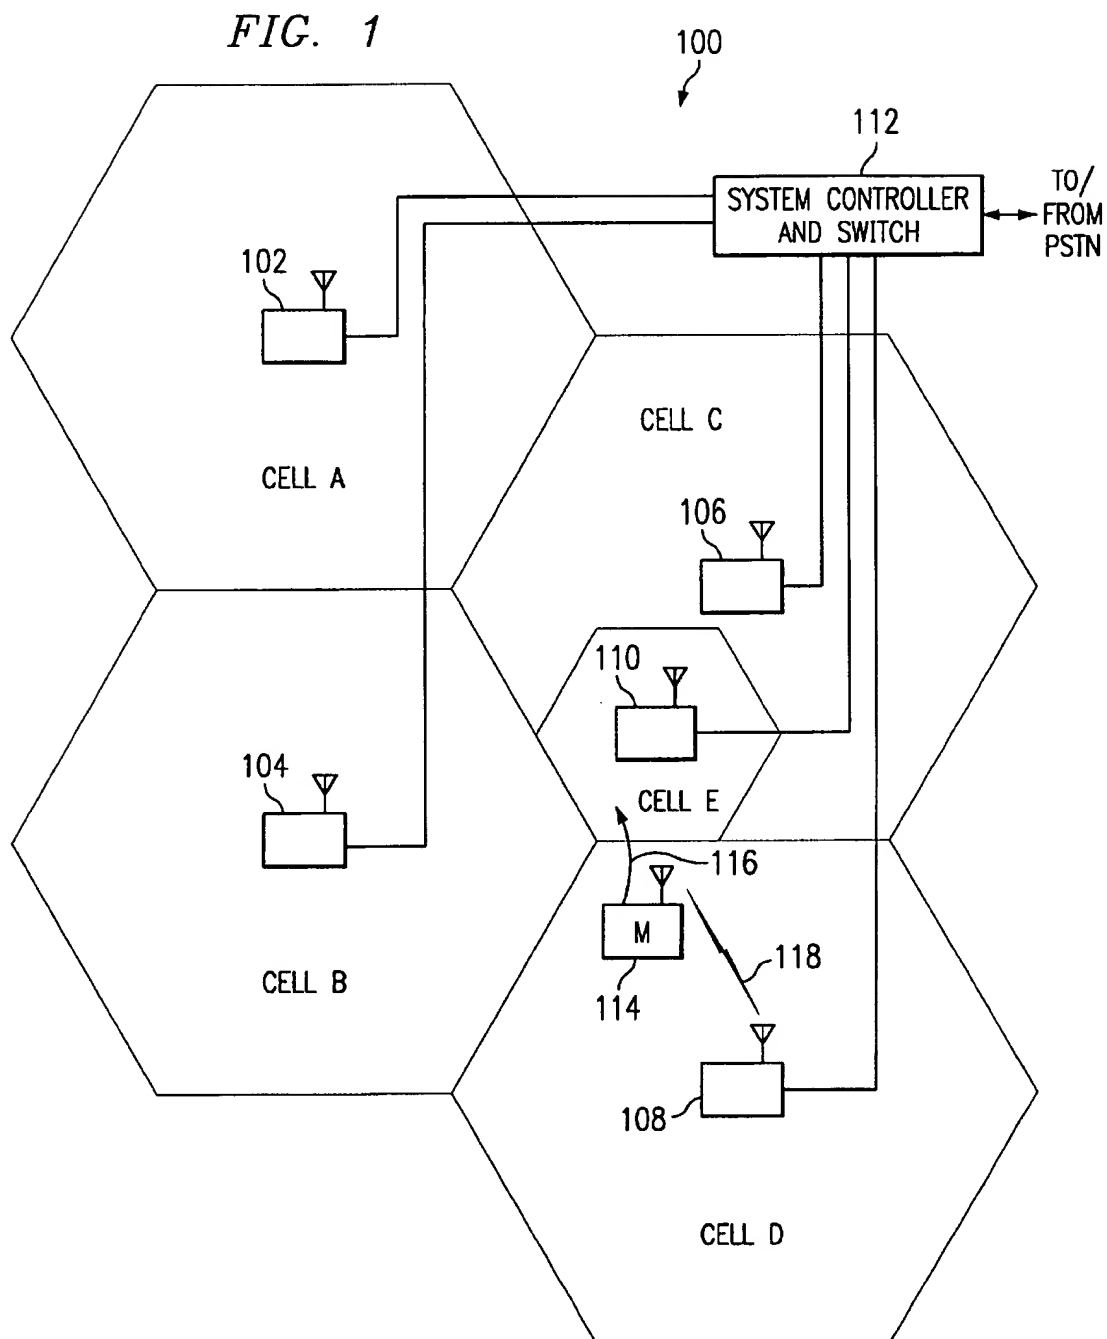 FIG. 1
100
112
SYSTEM CONTROLLER
AND SWITCH
TO/
FROM
PSTN
102
CELL A
CELL C
106
110
CELL E
104
116
M
114
118
CELL B
108
CELL D